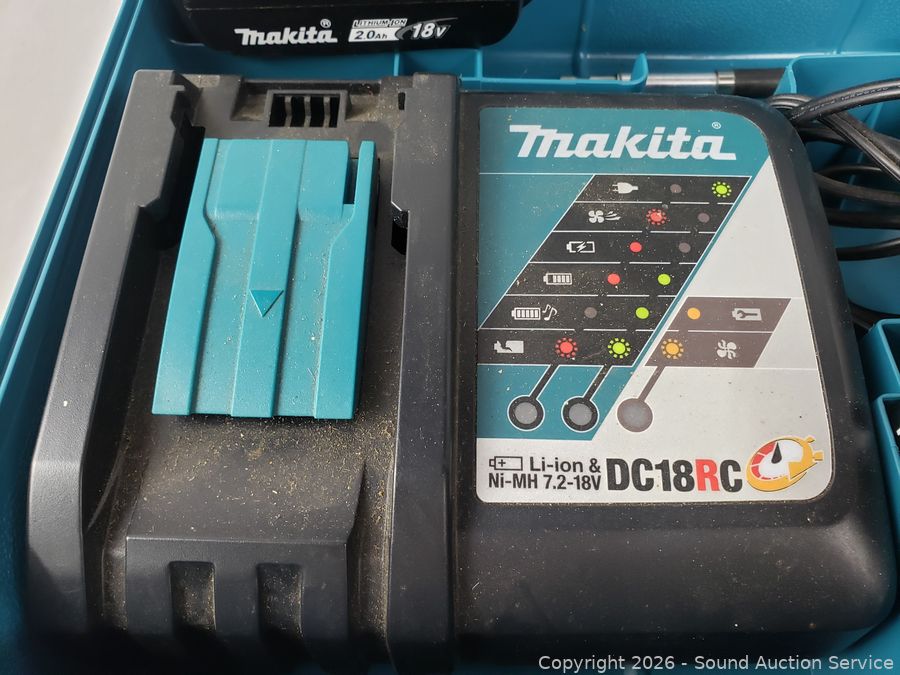 makita® LITHIUM-ION 2.0Ah 18V
makita®
Li-ion &
Ni-MH 7.2-18V DC18RC
Copyright © 2026 - Sound Auction Service